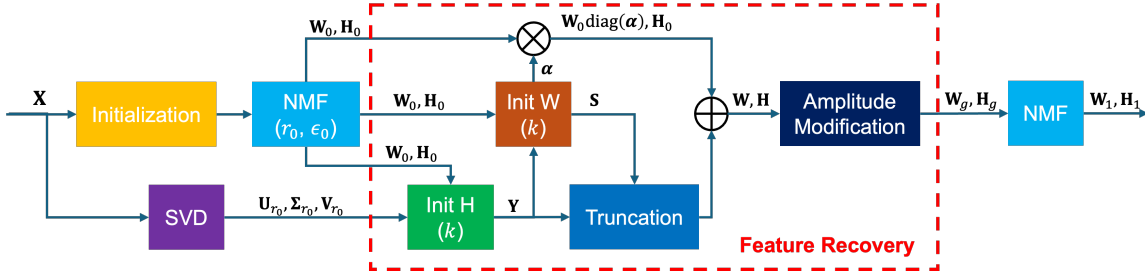 W₀, H₀
W₀diag(α), H₀
X
Initialization
NMF
(r₀, ϵ₀)
W₀, H₀
α
Init W
(k)
S
W, H
Amplitude
Modification
W_g, H_g
NMF
W₁, H₁
W₀, H₀
SVD
U_{r₀}, Σ_{r₀}, V_{r₀}
Init H
(k)
Y
Truncation
Feature Recovery